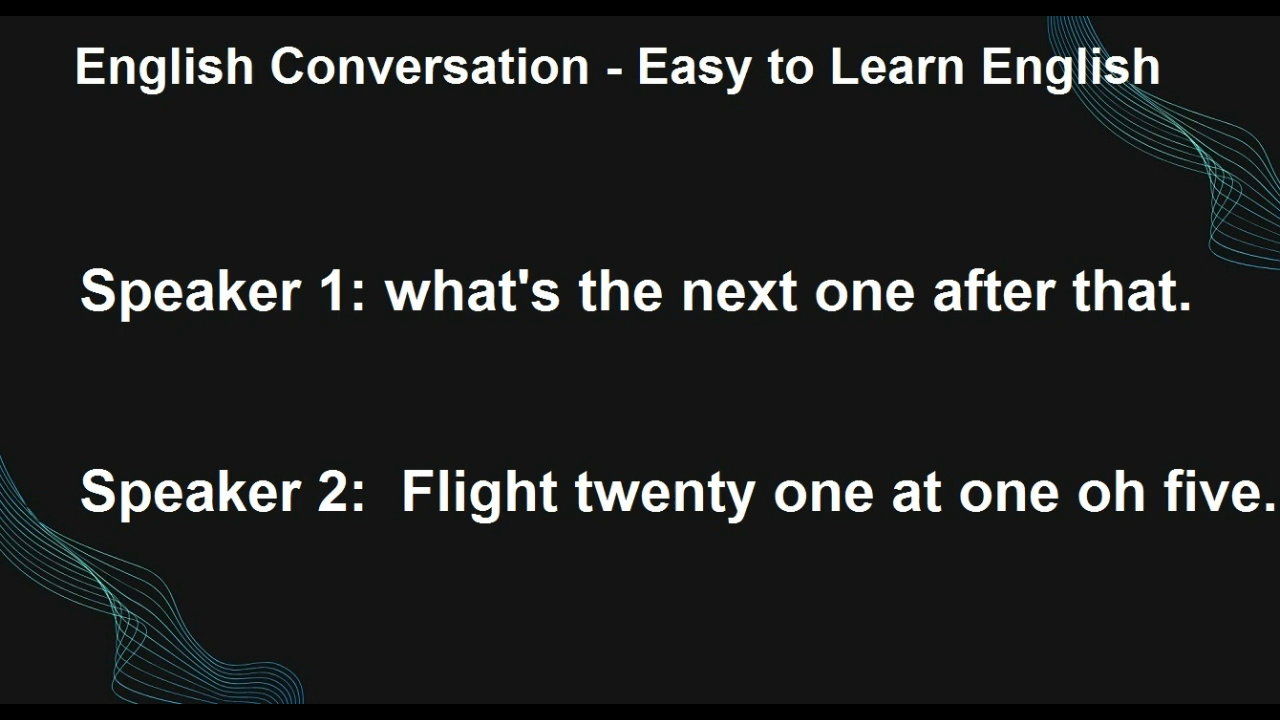 English Conversation - Easy to Learn English
Speaker 1: what's the next one after that.
Speaker 2:  Flight twenty one at one oh five.